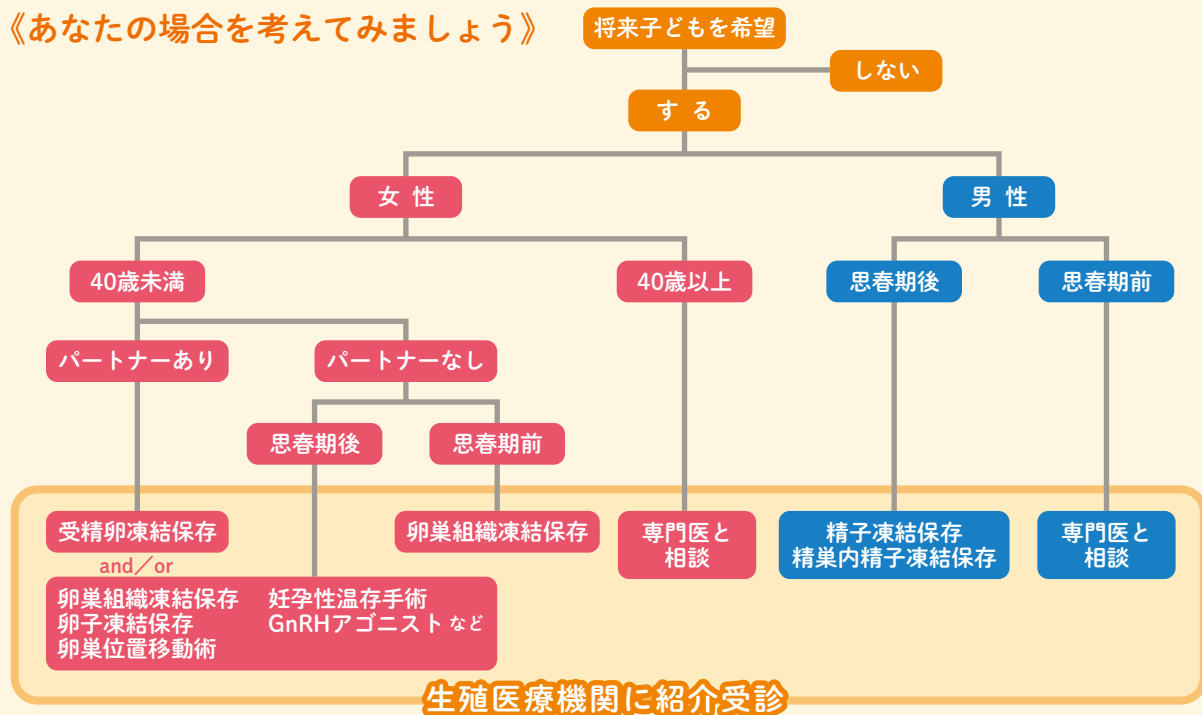 《あなたの場合を考えてみましょう》
将来子どもを希望
しない
する
女性
男性
40歳未満
40歳以上
思春期後
思春期前
パートナーあり
パートナーなし
思春期後
思春期前
受精卵凍結保存
and/or
卵巣組織凍結保存
卵子凍結保存
卵巣位置移動術
妊孕性温存手術
GnRHアゴニスト など
卵巣組織凍結保存
専門医と
相談
精子凍結保存
精巣内精子凍結保存
専門医と
相談
生殖医療機関に紹介受診